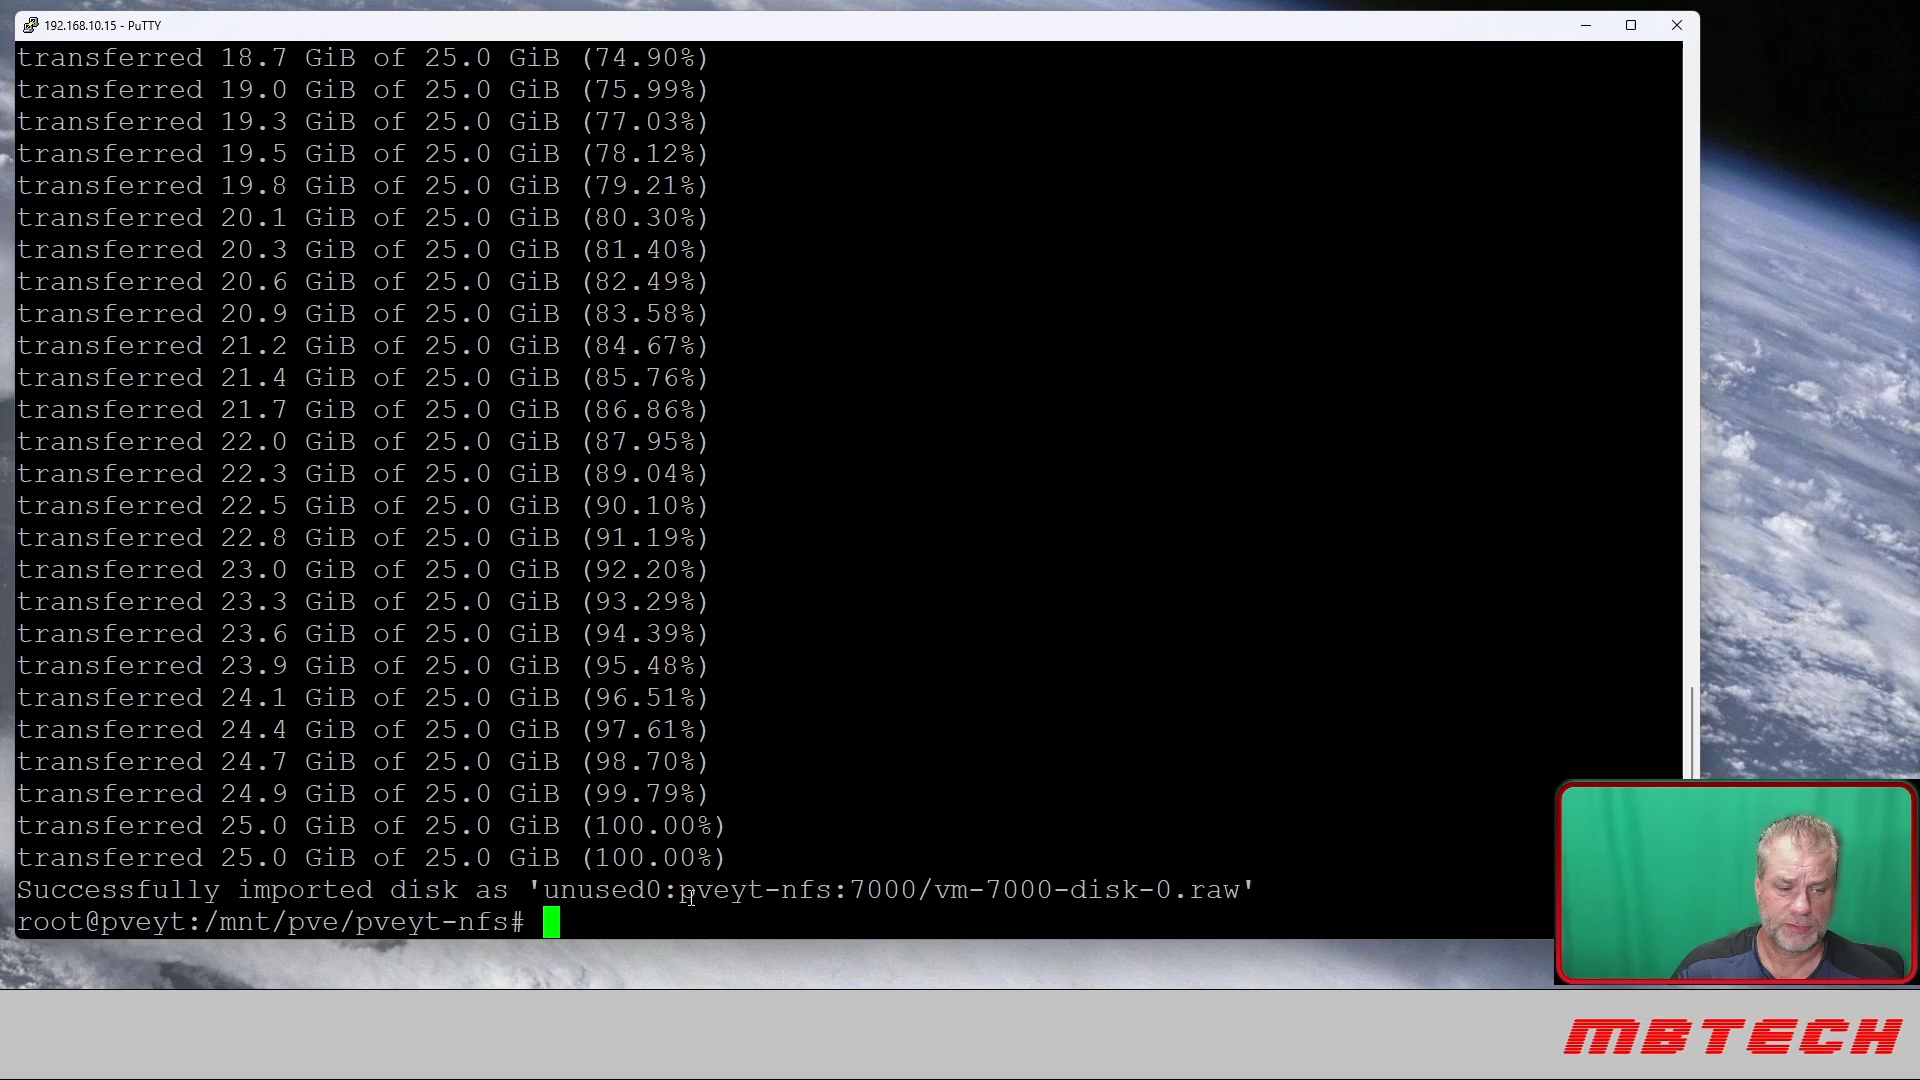 192.168.10.15 - PuTTY
transferred 18.7 GiB of 25.0 GiB (74.90%)
transferred 19.0 GiB of 25.0 GiB (75.99%)
transferred 19.3 GiB of 25.0 GiB (77.03%)
transferred 19.5 GiB of 25.0 GiB (78.12%)
transferred 19.8 GiB of 25.0 GiB (79.21%)
transferred 20.1 GiB of 25.0 GiB (80.30%)
transferred 20.3 GiB of 25.0 GiB (81.40%)
transferred 20.6 GiB of 25.0 GiB (82.49%)
transferred 20.9 GiB of 25.0 GiB (83.58%)
transferred 21.2 GiB of 25.0 GiB (84.67%)
transferred 21.4 GiB of 25.0 GiB (85.76%)
transferred 21.7 GiB of 25.0 GiB (86.86%)
transferred 22.0 GiB of 25.0 GiB (87.95%)
transferred 22.3 GiB of 25.0 GiB (89.04%)
transferred 22.5 GiB of 25.0 GiB (90.10%)
transferred 22.8 GiB of 25.0 GiB (91.19%)
transferred 23.0 GiB of 25.0 GiB (92.20%)
transferred 23.3 GiB of 25.0 GiB (93.29%)
transferred 23.6 GiB of 25.0 GiB (94.39%)
transferred 23.9 GiB of 25.0 GiB (95.48%)
transferred 24.1 GiB of 25.0 GiB (96.51%)
transferred 24.4 GiB of 25.0 GiB (97.61%)
transferred 24.7 GiB of 25.0 GiB (98.70%)
transferred 24.9 GiB of 25.0 GiB (99.79%)
transferred 25.0 GiB of 25.0 GiB (100.00%)
transferred 25.0 GiB of 25.0 GiB (100.00%)
Successfully imported disk as 'unused0:pveyt-nfs:7000/vm-7000-disk-0.raw'
root@pveyt:/mnt/pve/pveyt-nfs#
MBTECH